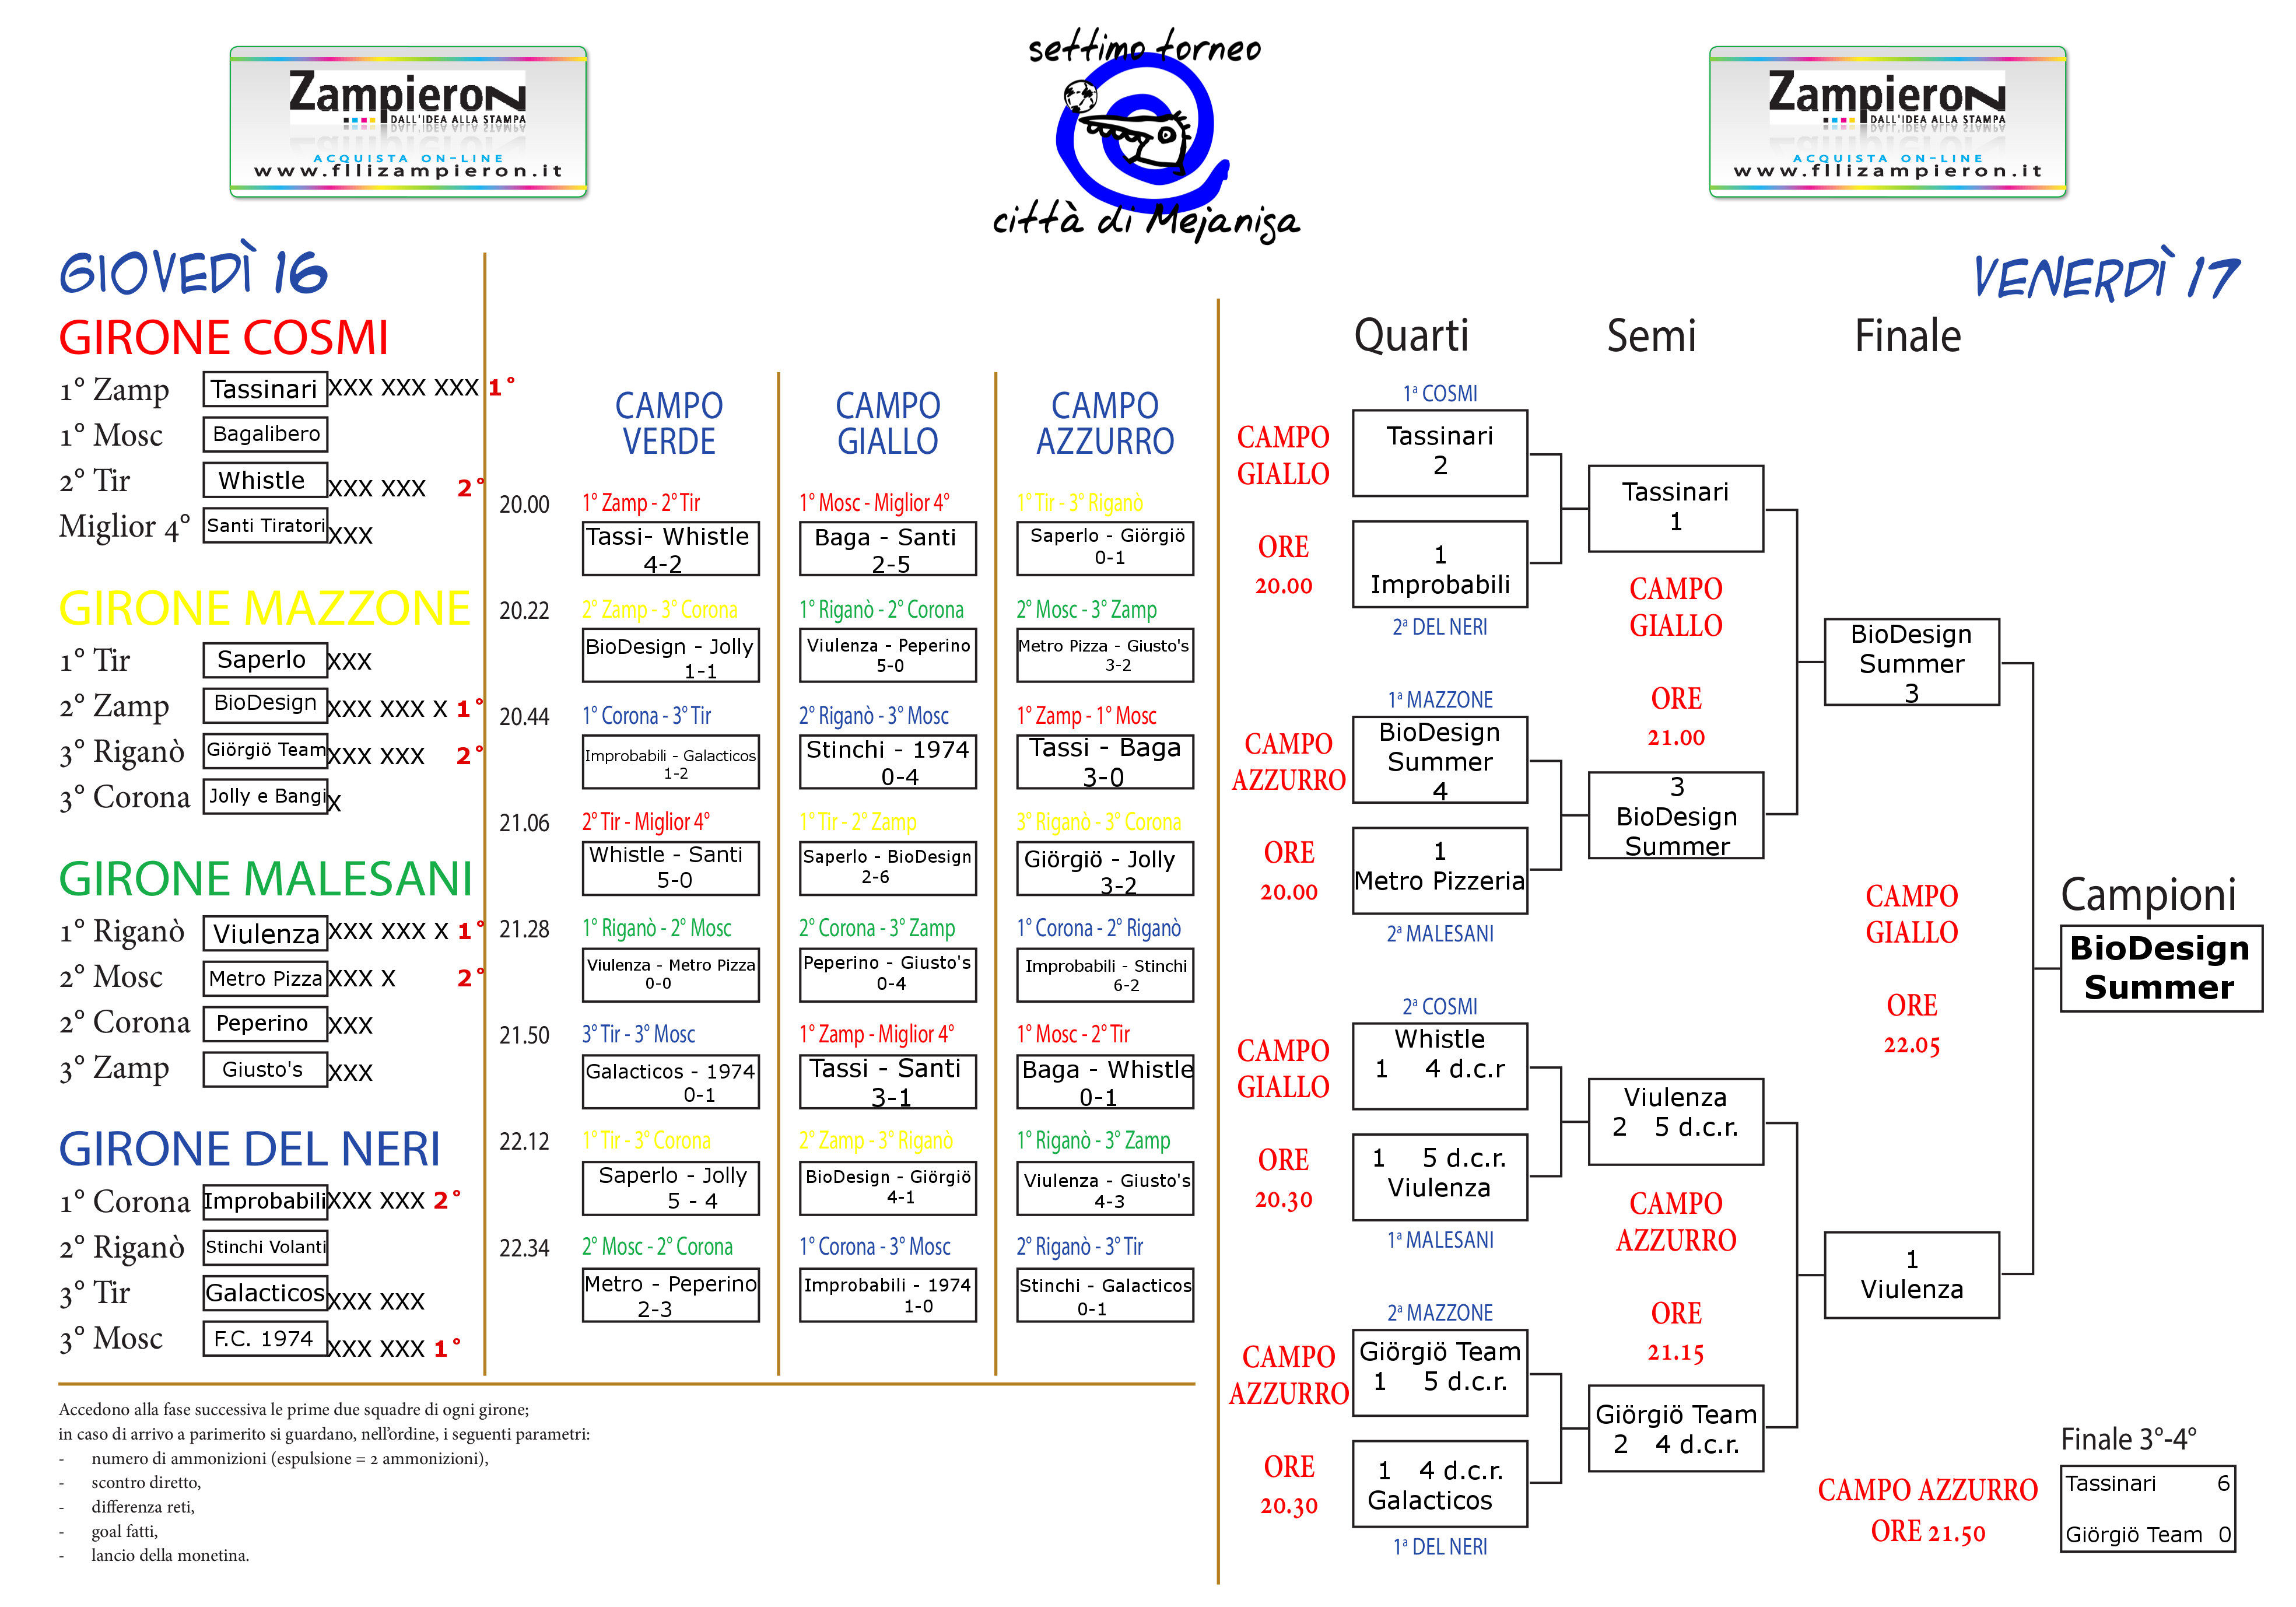 Zampieron
DALL'IDEA ALLA STAMPA
ACQUISTA ON-LINE
www.fllizampieron.it
settimo torneo
città di Mejaniga
Zampieron
DALL'IDEA ALLA STAMPA
ACQUISTA ON-LINE
www.fllizampieron.it
GIOVEDÌ 16
GIRONE COSMI
1° Zamp Tassinari XXX XXX XXX 1°
1° Mosc Bagalibero
2° Tir Whistle XXX XXX 2°
Miglior 4° Santi Tiratori XXX
GIRONE MAZZONE
1° Tir Saperlo XXX
2° Zamp BioDesign XXX XXX X 1°
3° Riganò Giörgiö Team XXX XXX 2°
3° Corona Jolly e Bangi X
GIRONE MALESANI
1° Riganò Viulenza XXX XXX X 1°
2° Mosc Metro Pizza XXX X 2°
2° Corona Peperino XXX
3° Zamp Giusto's XXX
GIRONE DEL NERI
1° Corona Improbabili XXX XXX 2°
2° Riganò Stinchi Volanti
3° Tir Galacticos XXX XXX
3° Mosc F.C. 1974 XXX XXX 1°
CAMPO VERDE
CAMPO GIALLO
CAMPO AZZURRO
20.00 1° Zamp - 2° Tir 1° Mosc - Miglior 4° 1° Tir - 3° Riganò
Tassi- Whistle Baga - Santi Saperlo - Giörgiö
4-2 2-5 0-1
20.22 2° Zamp - 3° Corona 1° Riganò - 2° Corona 2° Mosc - 3° Zamp
BioDesign - Jolly Viulenza - Peperino Metro Pizza - Giusto's
1-1 5-0 3-2
20.44 1° Corona - 3° Tir 2° Riganò - 3° Mosc 1° Zamp - 1° Mosc
Improbabili - Galacticos Stinchi - 1974 Tassi - Baga
1-2 0-4 3-0
21.06 2° Tir - Miglior 4° 1° Tir - 2° Zamp 3° Riganò - 3° Corona
Whistle - Santi Saperlo - BioDesign Giörgiö - Jolly
5-0 2-6 3-2
21.28 1° Riganò - 2° Mosc 2° Corona - 3° Zamp 1° Corona - 2° Riganò
Viulenza - Metro Pizza Peperino - Giusto's Improbabili - Stinchi
0-0 0-4 6-2
21.50 3° Tir - 3° Mosc 1° Zamp - Miglior 4° 1° Mosc - 2° Tir
Galacticos - 1974 Tassi - Santi Baga - Whistle
0-1 3-1 0-1
22.12 1° Tir - 3° Corona 2° Zamp - 3° Riganò 1° Riganò - 3° Zamp
Saperlo - Jolly BioDesign - Giörgiö Viulenza - Giusto's
5 - 4 4-1 4-3
22.34 2° Mosc - 2° Corona 1° Corona - 3° Mosc 2° Riganò - 3° Tir
Metro - Peperino Improbabili - 1974 Stinchi - Galacticos
2-3 1-0 0-1
Accedono alla fase successiva le prime due squadre di ogni girone;
in caso di arrivo a parimerito si guardano, nell'ordine, i seguenti parametri:
- numero di ammonizioni (espulsione = 2 ammonizioni),
- scontro diretto,
- differenza reti,
- goal fatti,
- lancio della monetina.
VENERDÌ 17
Quarti
1ª COSMI
CAMPO
GIALLO
ORE
20.00
Tassinari
2
1
Improbabili
2ª DEL NERI
1ª MAZZONE
CAMPO
AZZURRO
ORE
20.00
BioDesign
Summer
4
1
Metro Pizzeria
2ª MALESANI
2ª COSMI
CAMPO
GIALLO
ORE
20.30
Whistle
1 4 d.c.r
1 5 d.c.r.
Viulenza
1ª MALESANI
2ª MAZZONE
CAMPO
AZZURRO
ORE
20.30
Giörgiö Team
1 5 d.c.r.
1 4 d.c.r.
Galacticos
1ª DEL NERI
Semi
Tassinari
1
CAMPO
GIALLO
ORE
21.00
3
BioDesign
Summer
Viulenza
2 5 d.c.r.
CAMPO
AZZURRO
ORE
21.15
Giörgiö Team
2 4 d.c.r.
Finale
BioDesign
Summer
3
CAMPO
GIALLO
ORE
22.05
1
Viulenza
Campioni
BioDesign
Summer
Finale 3°-4°
CAMPO AZZURRO
ORE 21.50
Tassinari 6
Giörgiö Team 0